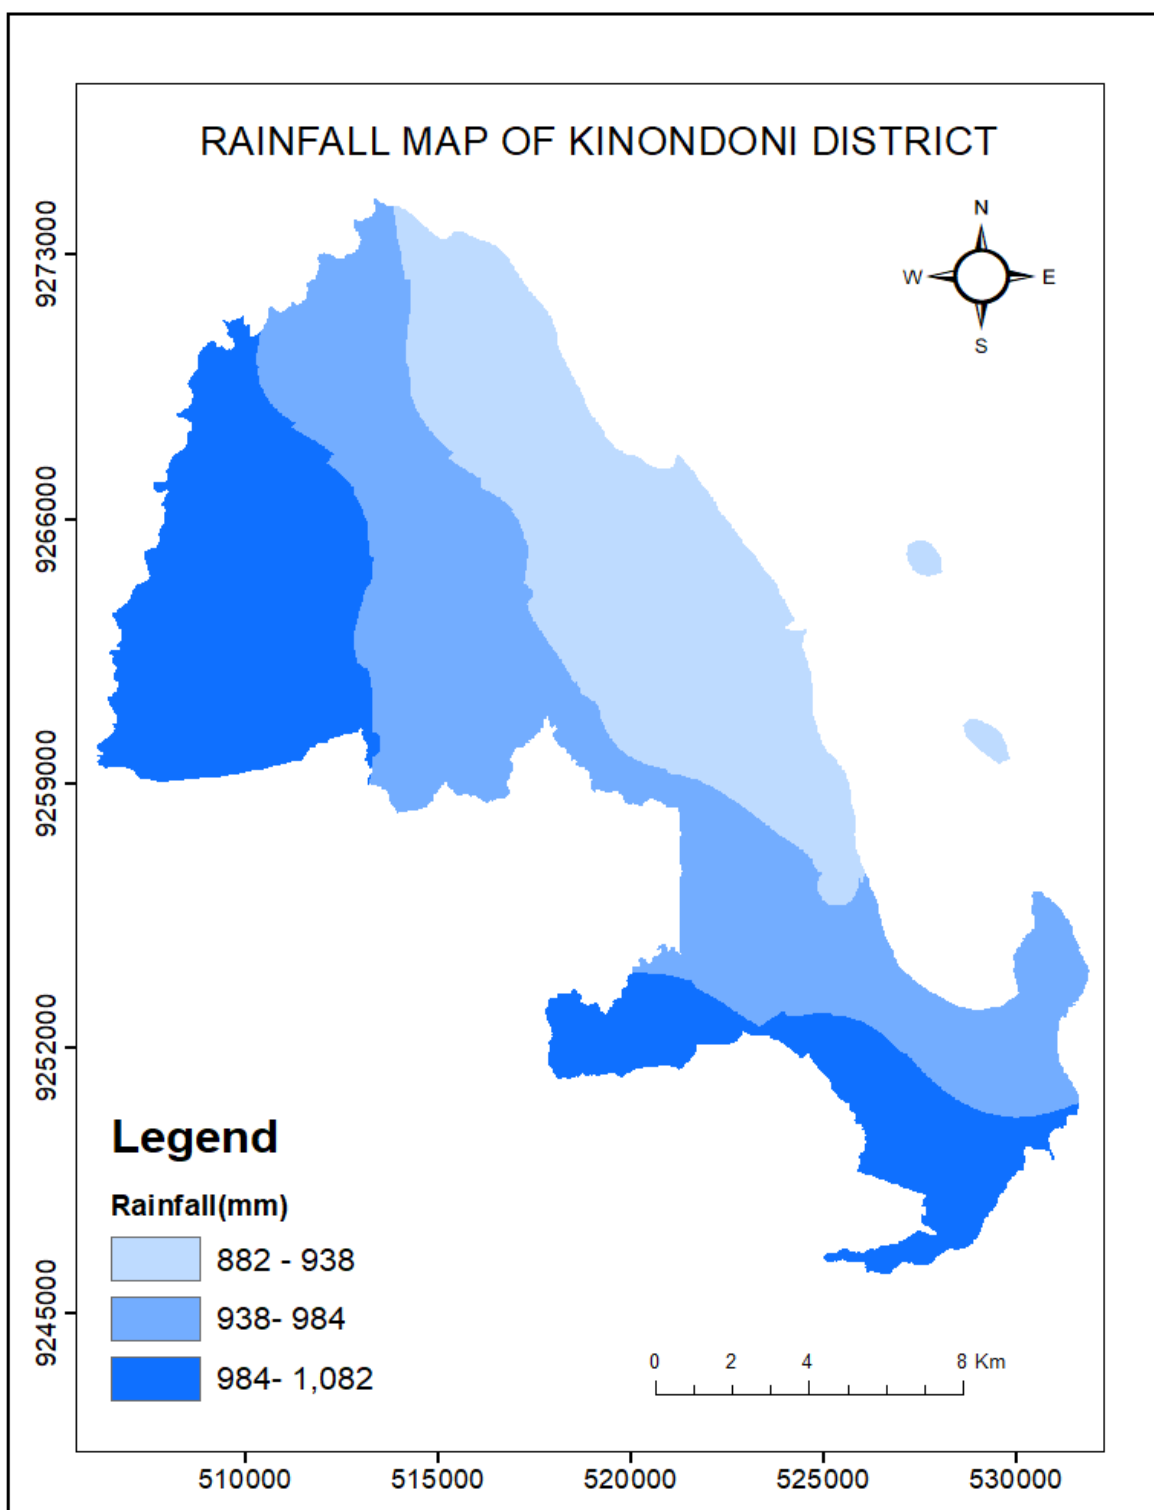 RAINFALL MAP OF KINONDONI DISTRICT
N
W E
S
9273000
9266000
9259000
9252000
9245000
Legend
Rainfall(mm)
882 - 938
938- 984
984- 1,082
0 2 4 8 Km
510000 515000 520000 525000 530000